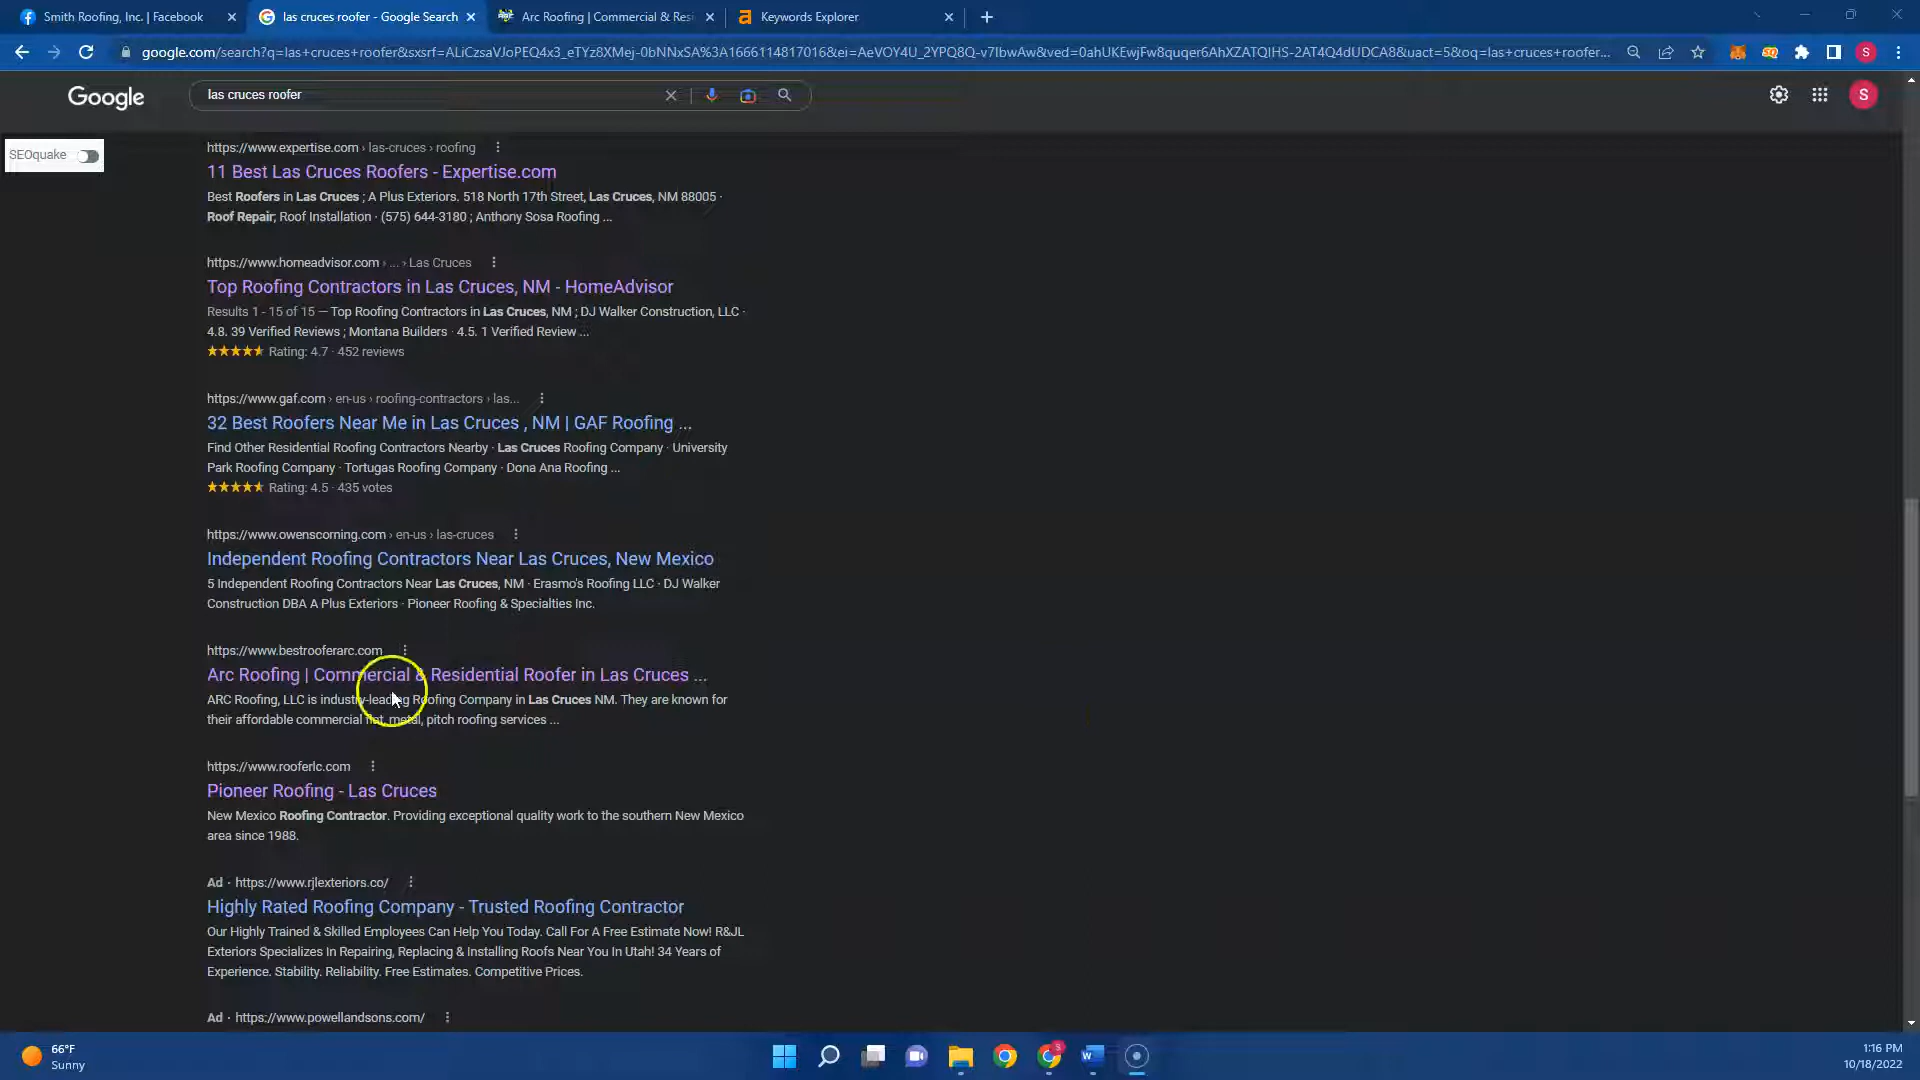 Smith Roofing, Inc. | Facebook
las cruces roofer - Google Search
Arc Roofing | Commercial & Res
Keywords Explorer
google.com/search?q=las+cruces+roofer&sxsrf=ALiCzsaVJoPEQ4x3_eTYz8XMej-0bNNxSA%3A1666114817016&ei=AeVOY4U_2YPQ8Q-v7IbwAw&ved=0ahUKEwjFw8quqer6AhXZATQIHS-2AT4Q4dUDCA8&uact=5&oq=las+cruces+roofer...
S
Google
las cruces roofer
S
SEOquake
https://www.expertise.com › las-cruces › roofing
11 Best Las Cruces Roofers - Expertise.com
Best Roofers in Las Cruces ; A Plus Exteriors. 518 North 17th Street, Las Cruces, NM 88005 ·
Roof Repair, Roof Installation · (575) 644-3180 ; Anthony Sosa Roofing ...
https://www.homeadvisor.com › ... › Las Cruces
Top Roofing Contractors in Las Cruces, NM - HomeAdvisor
Results 1 - 15 of 15 — Top Roofing Contractors in Las Cruces, NM ; DJ Walker Construction, LLC ·
4.8. 39 Verified Reviews ; Montana Builders · 4.5. 1 Verified Review ...
Rating: 4.7 · 452 reviews
https://www.gaf.com › en-us › roofing-contractors › las...
32 Best Roofers Near Me in Las Cruces , NM | GAF Roofing ...
Find Other Residential Roofing Contractors Nearby · Las Cruces Roofing Company · University
Park Roofing Company · Tortugas Roofing Company · Dona Ana Roofing ...
Rating: 4.5 · 435 votes
https://www.owenscorning.com › en-us › las-cruces
Independent Roofing Contractors Near Las Cruces, New Mexico
5 Independent Roofing Contractors Near Las Cruces, NM · Erasmo's Roofing LLC · DJ Walker
Construction DBA A Plus Exteriors · Pioneer Roofing & Specialties Inc.
https://www.bestrooferarc.com
Arc Roofing | Commercial & Residential Roofer in Las Cruces ...
ARC Roofing, LLC is industry-leading Roofing Company in Las Cruces NM. They are known for
their affordable commercial flat, metal, pitch roofing services ...
https://www.rooferlc.com
Pioneer Roofing - Las Cruces
New Mexico Roofing Contractor. Providing exceptional quality work to the southern New Mexico
area since 1988.
Ad · https://www.rjlexteriors.co/
Highly Rated Roofing Company - Trusted Roofing Contractor
Our Highly Trained & Skilled Employees Can Help You Today. Call For A Free Estimate Now! R&JL
Exteriors Specializes In Repairing, Replacing & Installing Roofs Near You In Utah! 34 Years of
Experience. Stability. Reliability. Free Estimates. Competitive Prices.
Ad · https://www.powellandsons.com/
66°F
Sunny
1:16 PM
10/18/2022